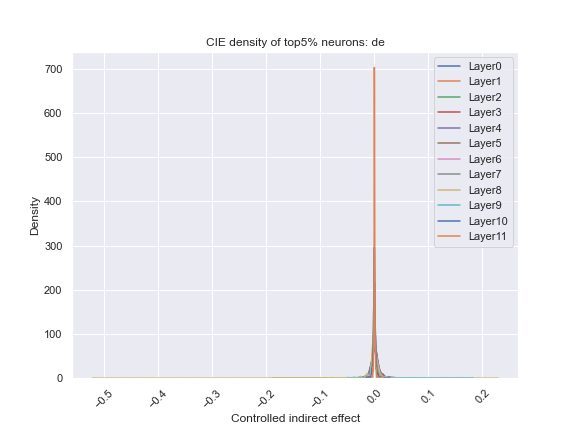 CIE density of top5% neurons: de
700
600
500
400
300
200
100
0
Density
−0.5
−0.4
−0.3
−0.2
−0.1
0.0
0.1
0.2
Controlled indirect effect
Layer0
Layer1
Layer2
Layer3
Layer4
Layer5
Layer6
Layer7
Layer8
Layer9
Layer10
Layer11